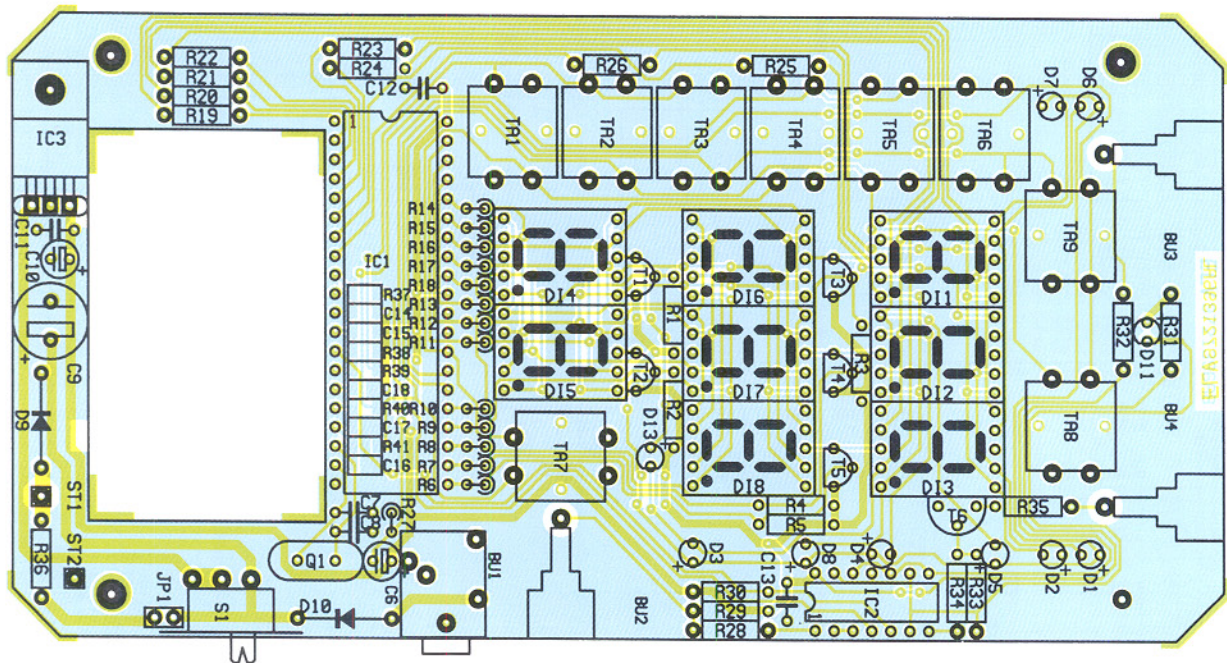 R22
R21
R20
R19
R23
R24
C12
R26
R25
D7
D6
IC3
1
TA1
TA2
TA3
TA4
TA5
TA6
TA9
BU3
C11
C10
+
C9
+
D9
ST1
ST2
R36
JP1
S1
IC1
R14
R15
R16
R17
R18
R13
R12
R11
R37
C14
C15
R38
R39
C18
R40
R10
C17
R9
R41
R8
C16
R7
R6
DI4
DI5
T1
T2
R1
R2
DI6
DI7
DI8
T3
T4
T5
R3
DI1
DI2
DI3
R32
R31
D11
BU4
TA8
TA7
D13
R4
R5
T6
R35
C7
C8
R27
Q1
C6
D10
BU1
BU2
D3
D8
D4
D5
D2
D1
C13
IC2
1
R30
R29
R28
R34
R33